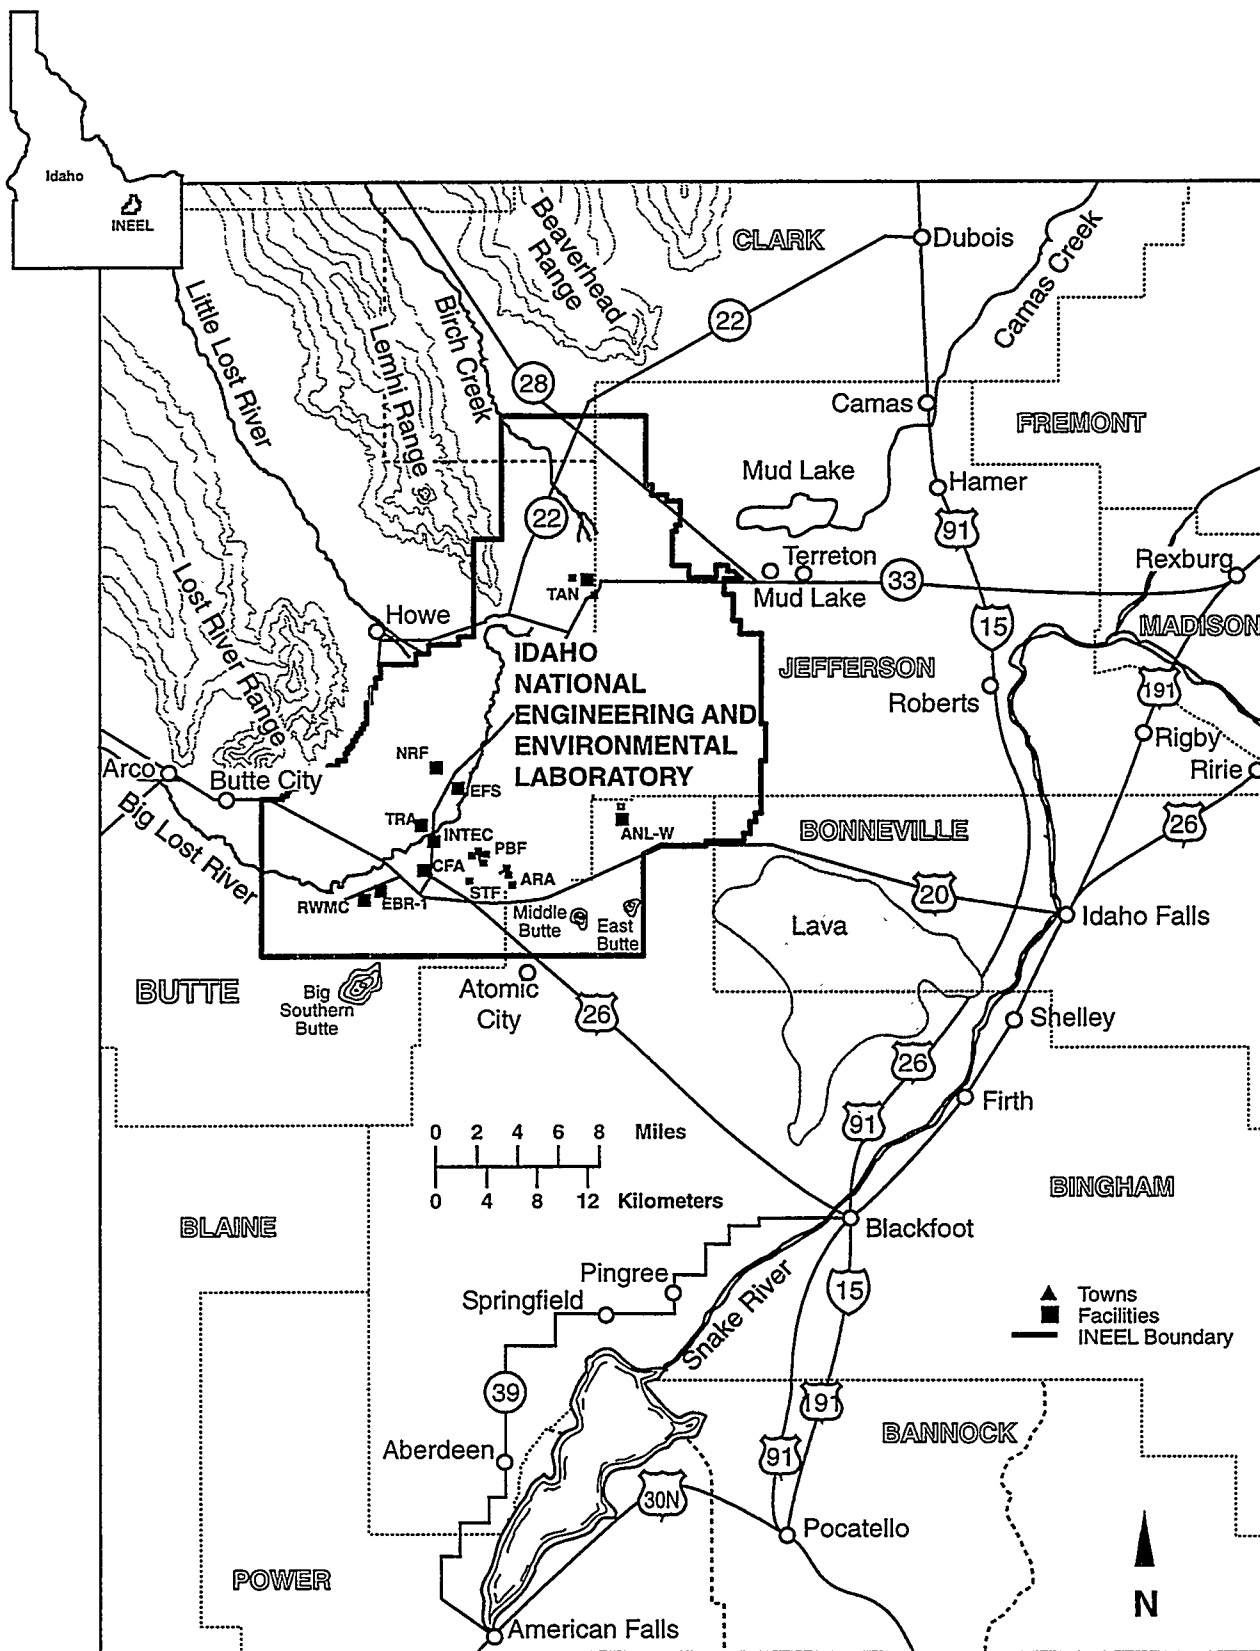 Idaho
INEEL
CLARK
Dubois
Beaverhead
Range
Camas Creek
Little Lost River
Birch Creek
Lemhi Range
22
28
Camas
FREMONT
Mud Lake
Hamer
22
91
Terreton
Rexburg
33
Mud Lake
TAN
Howe
Lost River Range
15
MADISON
JEFFERSON
IDAHO
NATIONAL
ENGINEERING AND
ENVIRONMENTAL
LABORATORY
Roberts
191
Rigby
Ririe
NRF
EFS
Arco
Butte City
Big Lost River
TRA
INTEC
PBF
ANL-W
BONNEVILLE
26
CFA
STF
ARA
RWMC
EBR-1
Middle
Butte
East
Butte
20
Idaho Falls
Lava
BUTTE
Big
Southern
Butte
Atomic
City
26
Shelley
26
Firth
91
0 2 4 6 8 Miles
0 4 8 12 Kilometers
BINGHAM
BLAINE
Blackfoot
Pingree
Springfield
Snake River
15
Towns
Facilities
INEEL Boundary
39
191
BANNOCK
Aberdeen
91
30N
Pocatello
POWER
N
American Falls